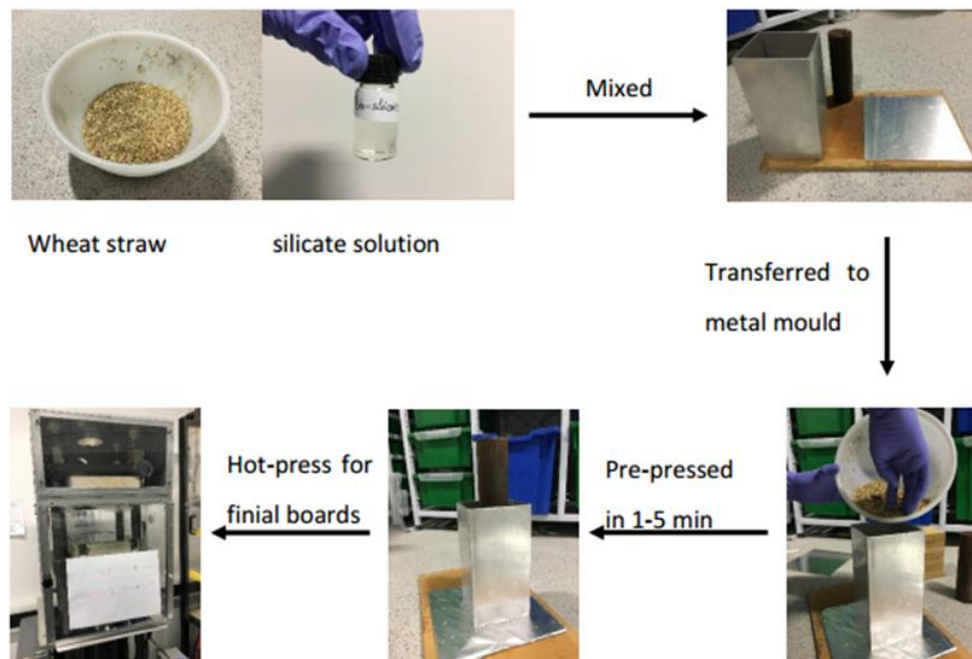 Mixed
Wheat straw
silicate solution
Transferred to
metal mould
Hot-press for
finial boards
Pre-pressed
in 1-5 min